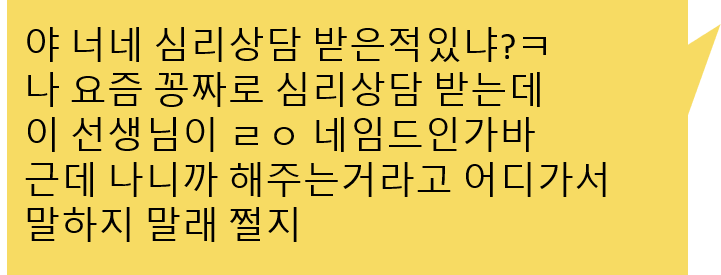 야 너네 심리상담 받은적있냐?ㅋ
나 요즘 꽁짜로 심리상담 받는데
이 선생님이 ㄹㅇ 네임드인가바
근데 나니까 해주는거라고 어디가서
말하지 말래 쩔지